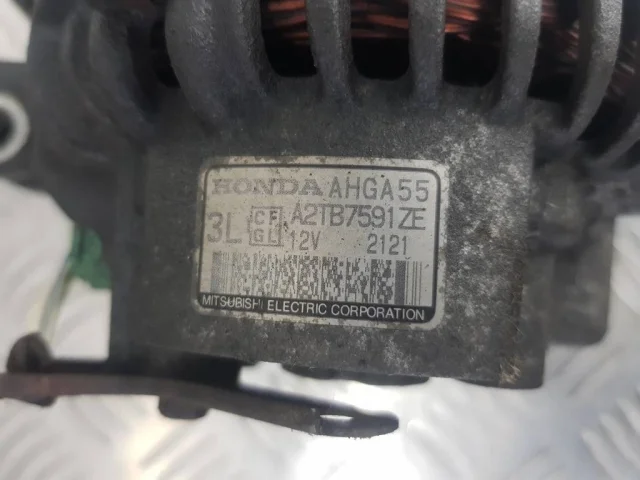 HONDA AHGA55
3L CF GL A2TB7591ZE
12V 2121
MITSUBISHI ELECTRIC CORPORATION